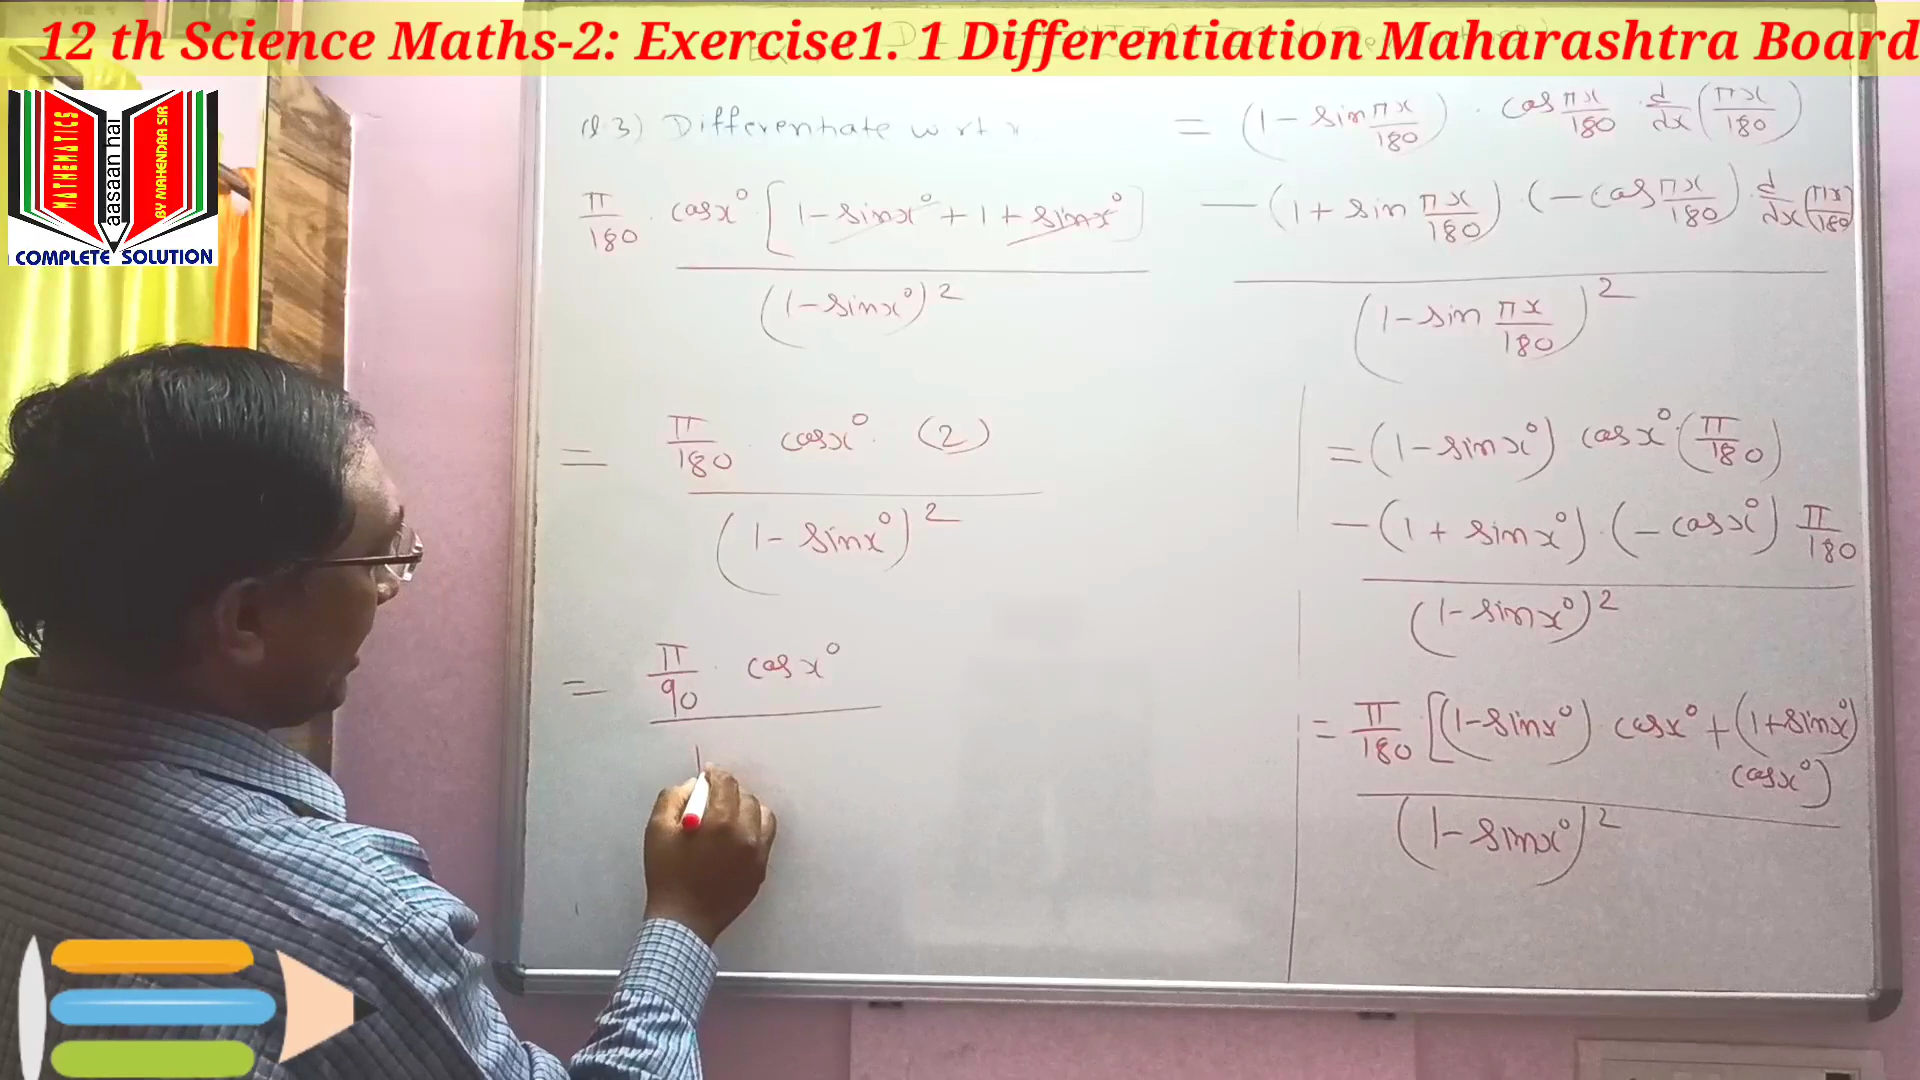 12 th Science Maths-2: Exercise1. 1 Differentiation Maharashtra Board
MATHEMATICS
aasaan hai
BY MAHENDAR SIR
COMPLETE SOLUTION
Q.3) Differentiate w r t x
π/180 · cosx° [1 - sinx° + 1 + sinx°]
(1 - sinx°)²
= π/180 · cosx° · (2)
(1 - sinx°)²
= π/90 · cosx°
1
= (1 - sin πx/180) · cos πx/180 · d/dx (πx/180)
— (1 + sin πx/180) · (- cos πx/180) · d/dx (πx/180)
(1 - sin πx/180)²
= (1 - sinx°) cosx° · (π/180)
- (1 + sinx°) · (- cosx°) π/180
(1 - sinx°)²
= π/180 [(1 - sinx°) · cosx° + (1 + sinx°)
(cosx°)
(1 - sinx°)²